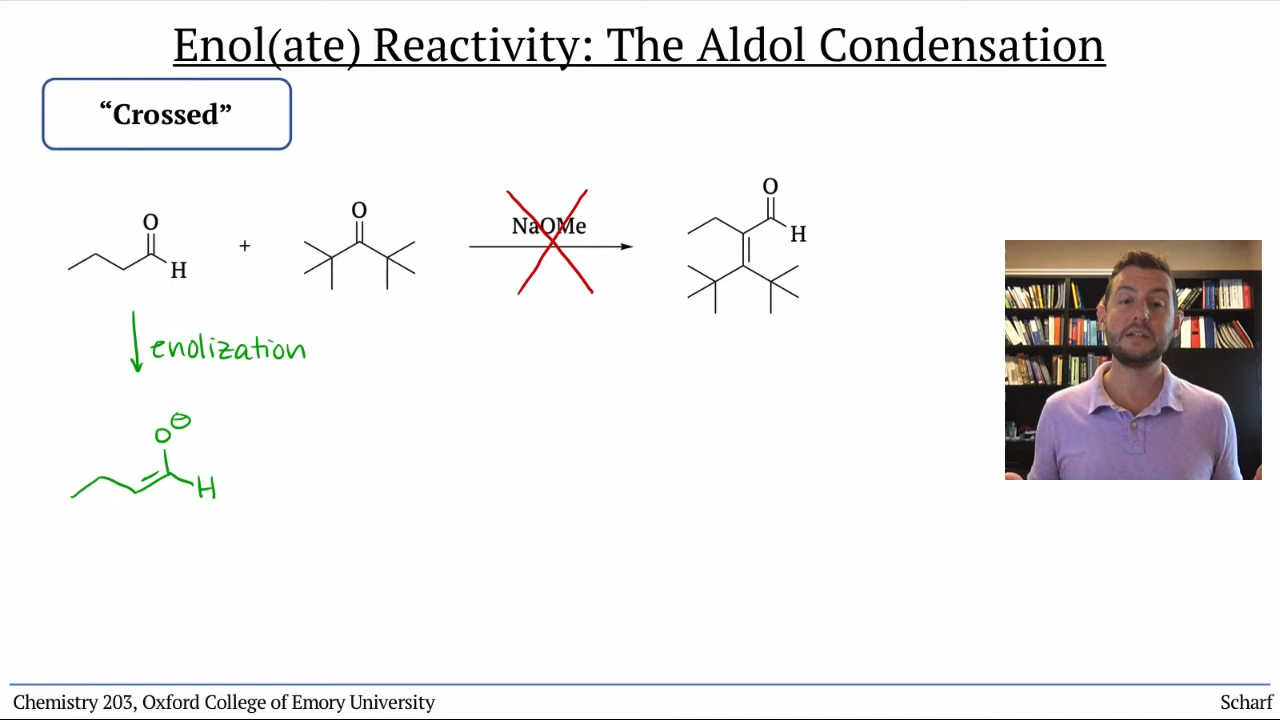 Enol(ate) Reactivity: The Aldol Condensation
“Crossed”
O
H
+
O
NaOMe
O
H
enolization
O⊖
H
Chemistry 203, Oxford College of Emory University
Scharf